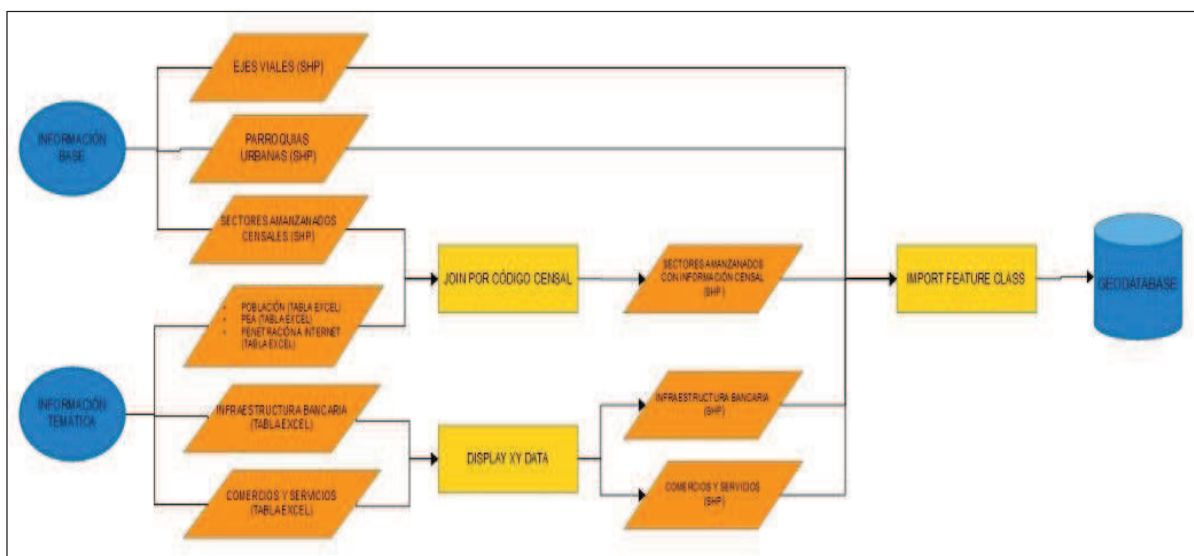 EJES VIALES (SHP)
INFORMACIÓN
BASE
PARROQUIAS
URBANAS (SHP)
SECTORES AMANZANADOS
CENSALES (SHP)
JOIN POR CÓDIGO CENSAL
SECTORES AMANZANADOS
CON INFORMACIÓN CENSAL
(SHP)
IMPORT FEATURE CLASS
GEODATABASE
• POBLACIÓN (TABLA EXCEL)
• PEA (TABLA EXCEL)
• PENETRACIÓN A INTERNET
(TABLA EXCEL)
INFORMACIÓN
TEMÁTICA
INFRAESTRUCTURA BANCARIA
(TABLA EXCEL)
DISPLAY XY DATA
INFRAESTRUCTURA BANCARIA
(SHP)
COMERCIOS Y SERVICIOS
(TABLA EXCEL)
COMERCIOS Y SERVICIOS
(SHP)